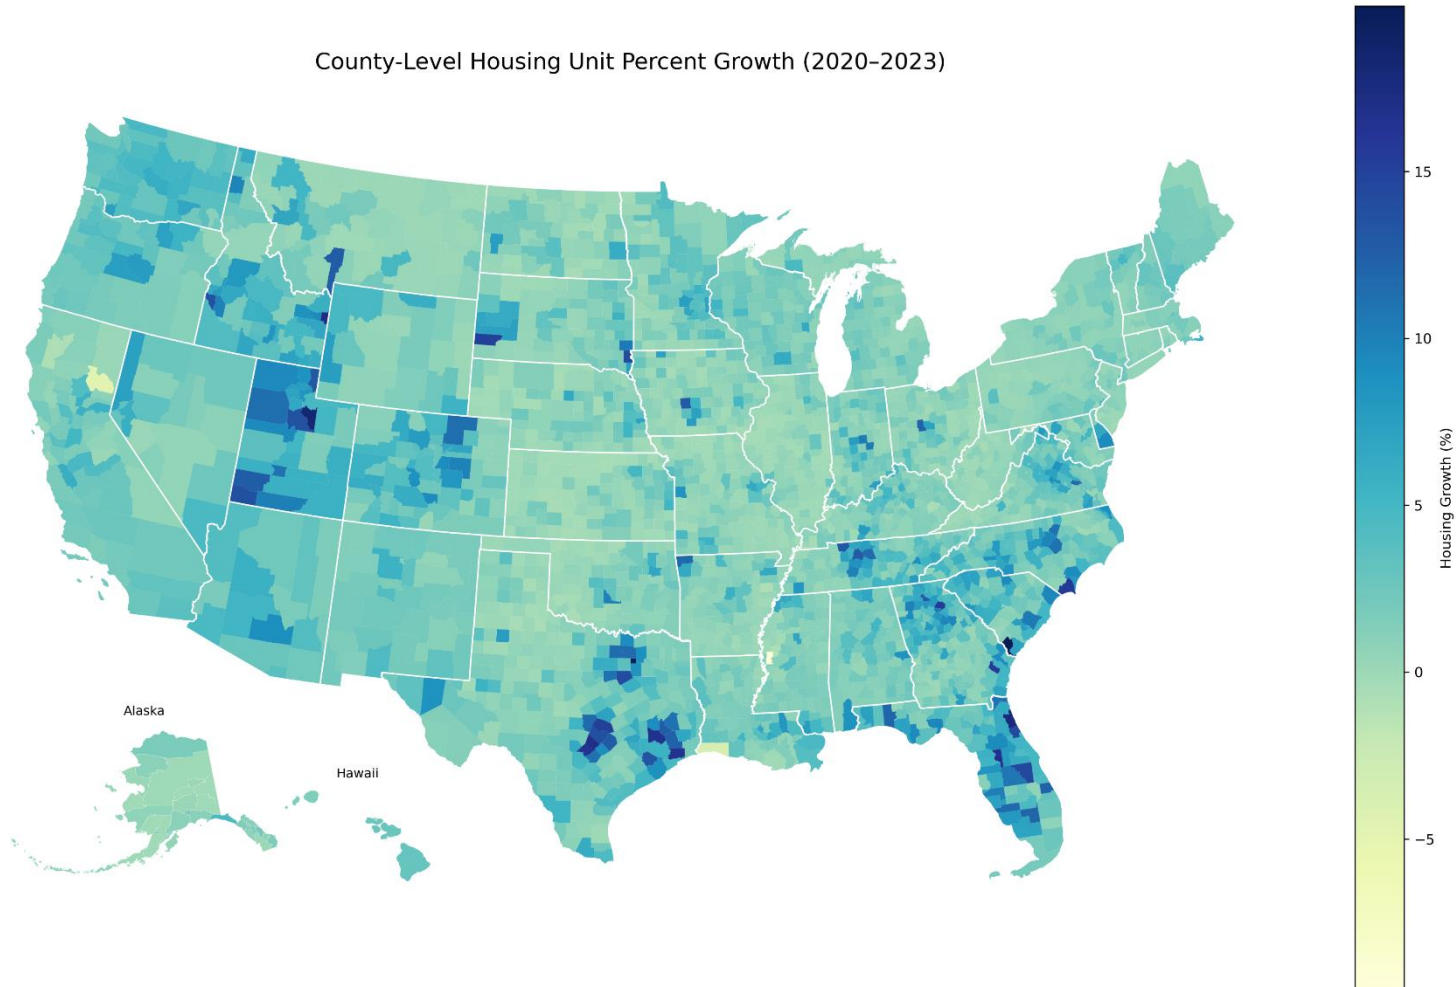 County-Level Housing Unit Percent Growth (2020–2023)
15
10
5
0
−5
Housing Growth (%)
Alaska
Hawaii